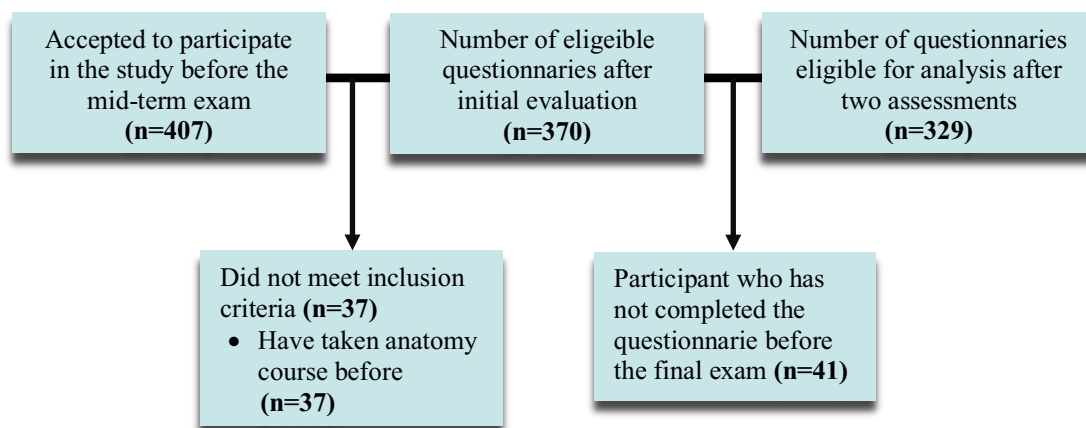 Accepted to participate
in the study before the
mid-term exam
(n=407)
Number of eligeible
questionnaries after
initial evaluation
(n=370)
Number of questionnaries
eligible for analysis after
two assessments
(n=329)
Did not meet inclusion
criteria (n=37)
• Have taken anatomy
course before
(n=37)
Participant who has
not completed the
questionnarie before
the final exam (n=41)